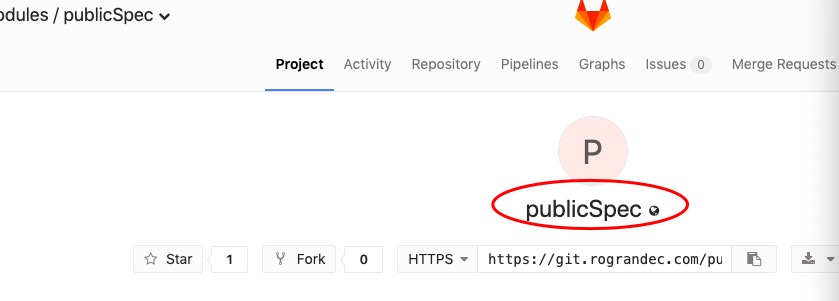 odules / publicSpec
Project Activity Repository Pipelines Graphs Issues 0 Merge Requests
P
publicSpec
Star 1 Fork 0 HTTPS https://git.rograndec.com/pu